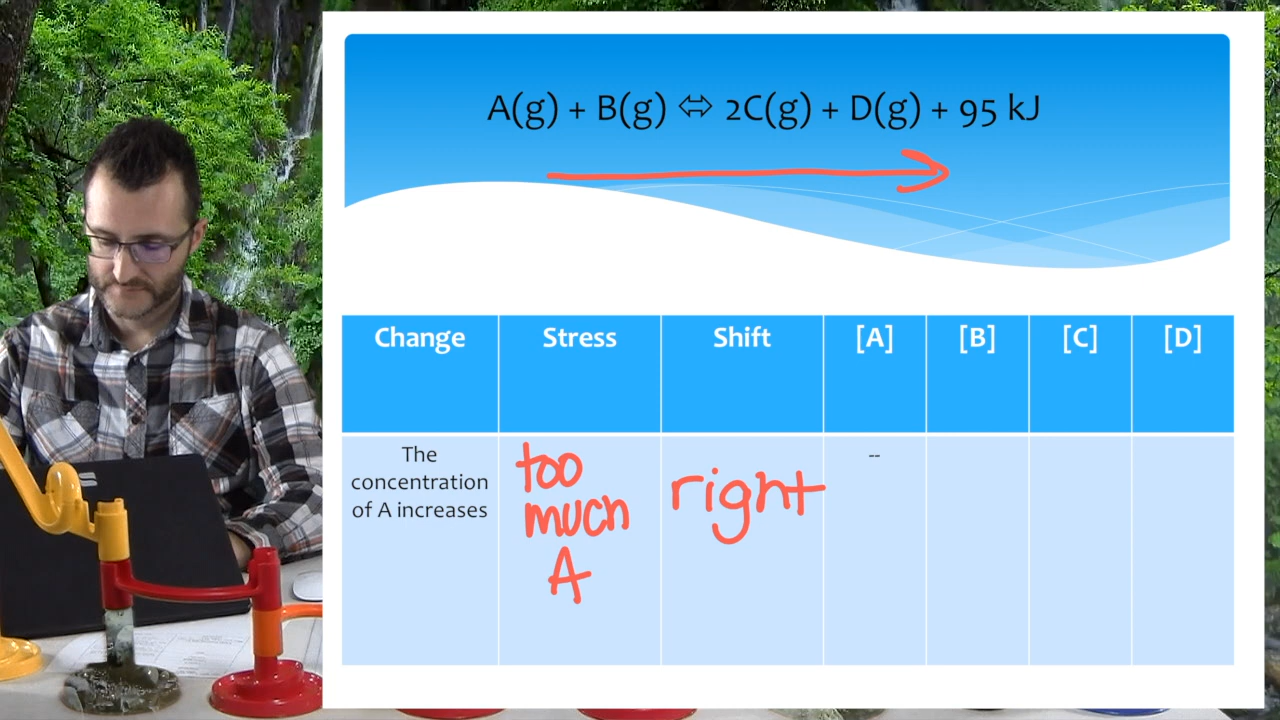 A(g) + B(g) ⬄ 2C(g) + D(g) + 95 kJ
Change Stress Shift [A] [B] [C] [D]
The
concentration
of A increases
too
much
A
right
--